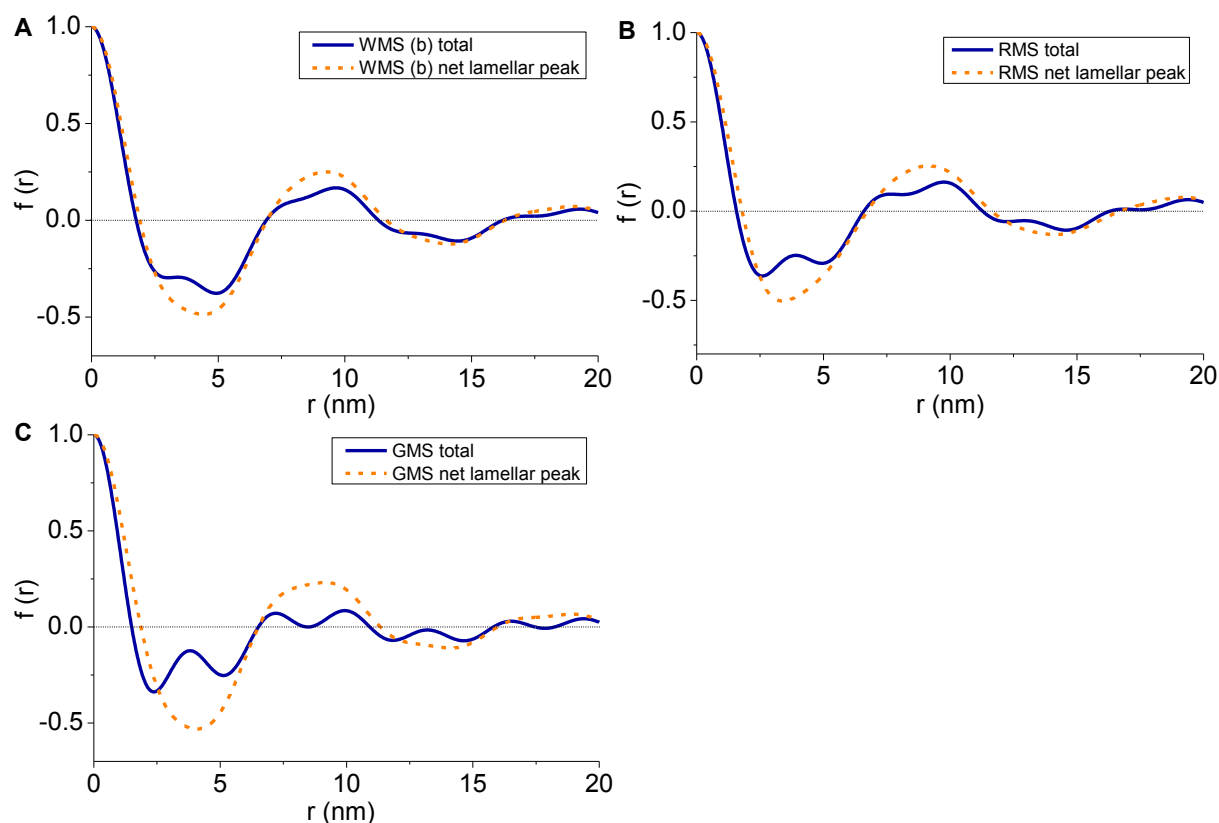 A
1.0
0.5
0.0
-0.5
f (r)
WMS (b) total
WMS (b) net lamellar peak
0 5 10 15 20
r (nm)
B
1.0
0.5
0.0
-0.5
f (r)
RMS total
RMS net lamellar peak
0 5 10 15 20
r (nm)
C
1.0
0.5
0.0
-0.5
f (r)
GMS total
GMS net lamellar peak
0 5 10 15 20
r (nm)